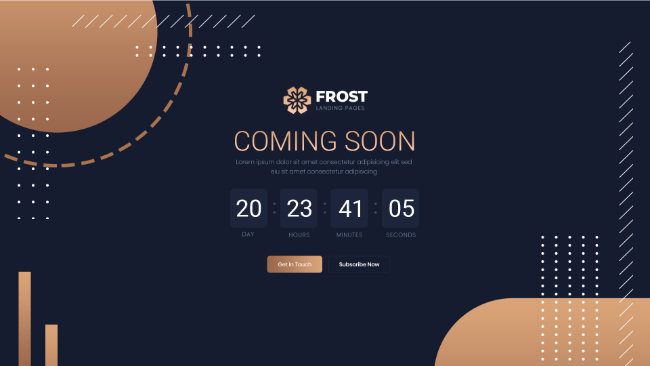 FROST
LANDING PAGES
COMING SOON
Lorem ipsum dolor sit amet consectetur adipisicing elit sed
eiu sit amet consectetur adipisicing
20 : 23 : 41 : 05
DAY HOURS MINUTES SECONDS
Get In Touch Subscribe Now